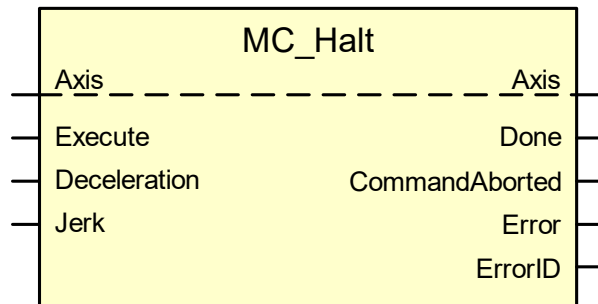 MC_Halt
Axis Axis
Execute Done
Deceleration CommandAborted
Jerk Error
ErrorID